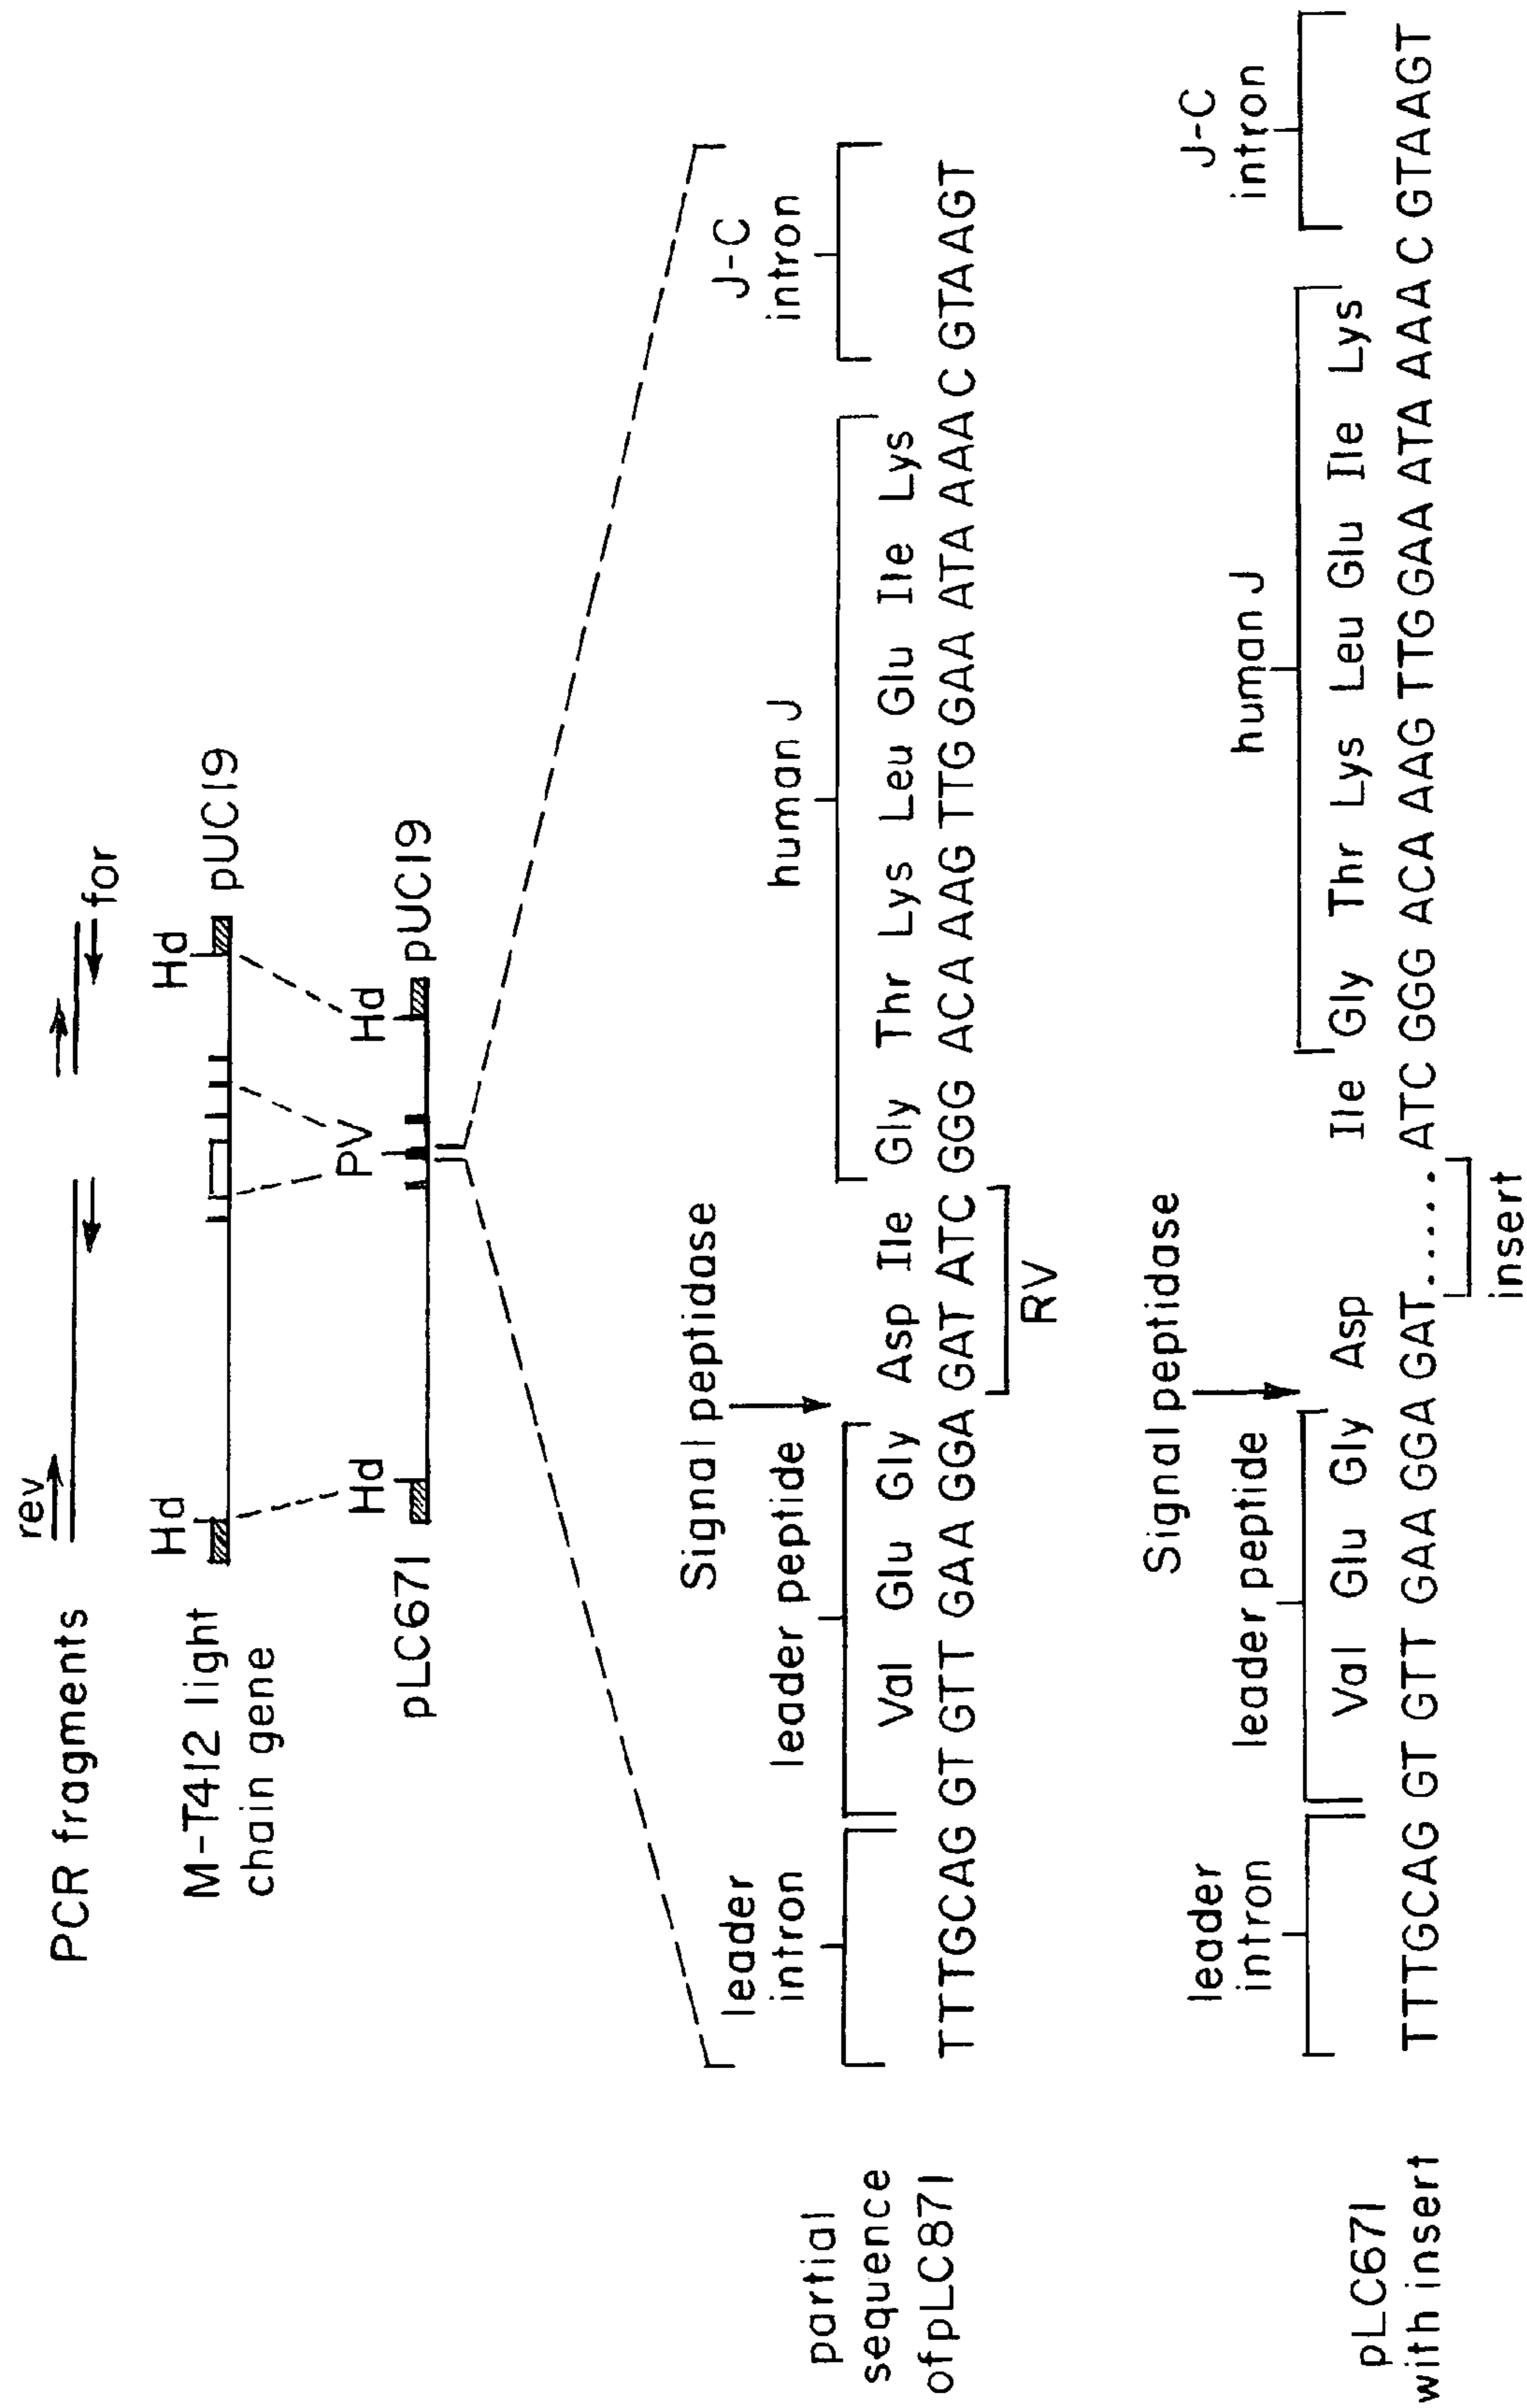 PCR fragments
rev
for
M-T412 light
chain gene
Hd
Hd
pUC19
PV
pLC671
Hd
Hd
pUC19
Signal peptidase
leader
intron
leader peptide
human J
J-C
intron
Val Glu Gly Asp Ile Gly Thr Lys Leu Glu Ile Lys
TTTGCAG GT GTT GAA GGA GAT ATC GGG ACA AAG TTG GAA ATA AAA C GTAAGT
RV
partial
sequence
of pLC871
Signal peptidase
leader
intron
leader peptide
human J
J-C
intron
Val Glu Gly Asp Ile Gly Thr Lys Leu Glu Ile Lys
TTTGCAG GT GTT GAA GGA GAT.....ATC GGG ACA AAG TTG GAA ATA AAA C GTAAGT
insert
pLC671
with insert